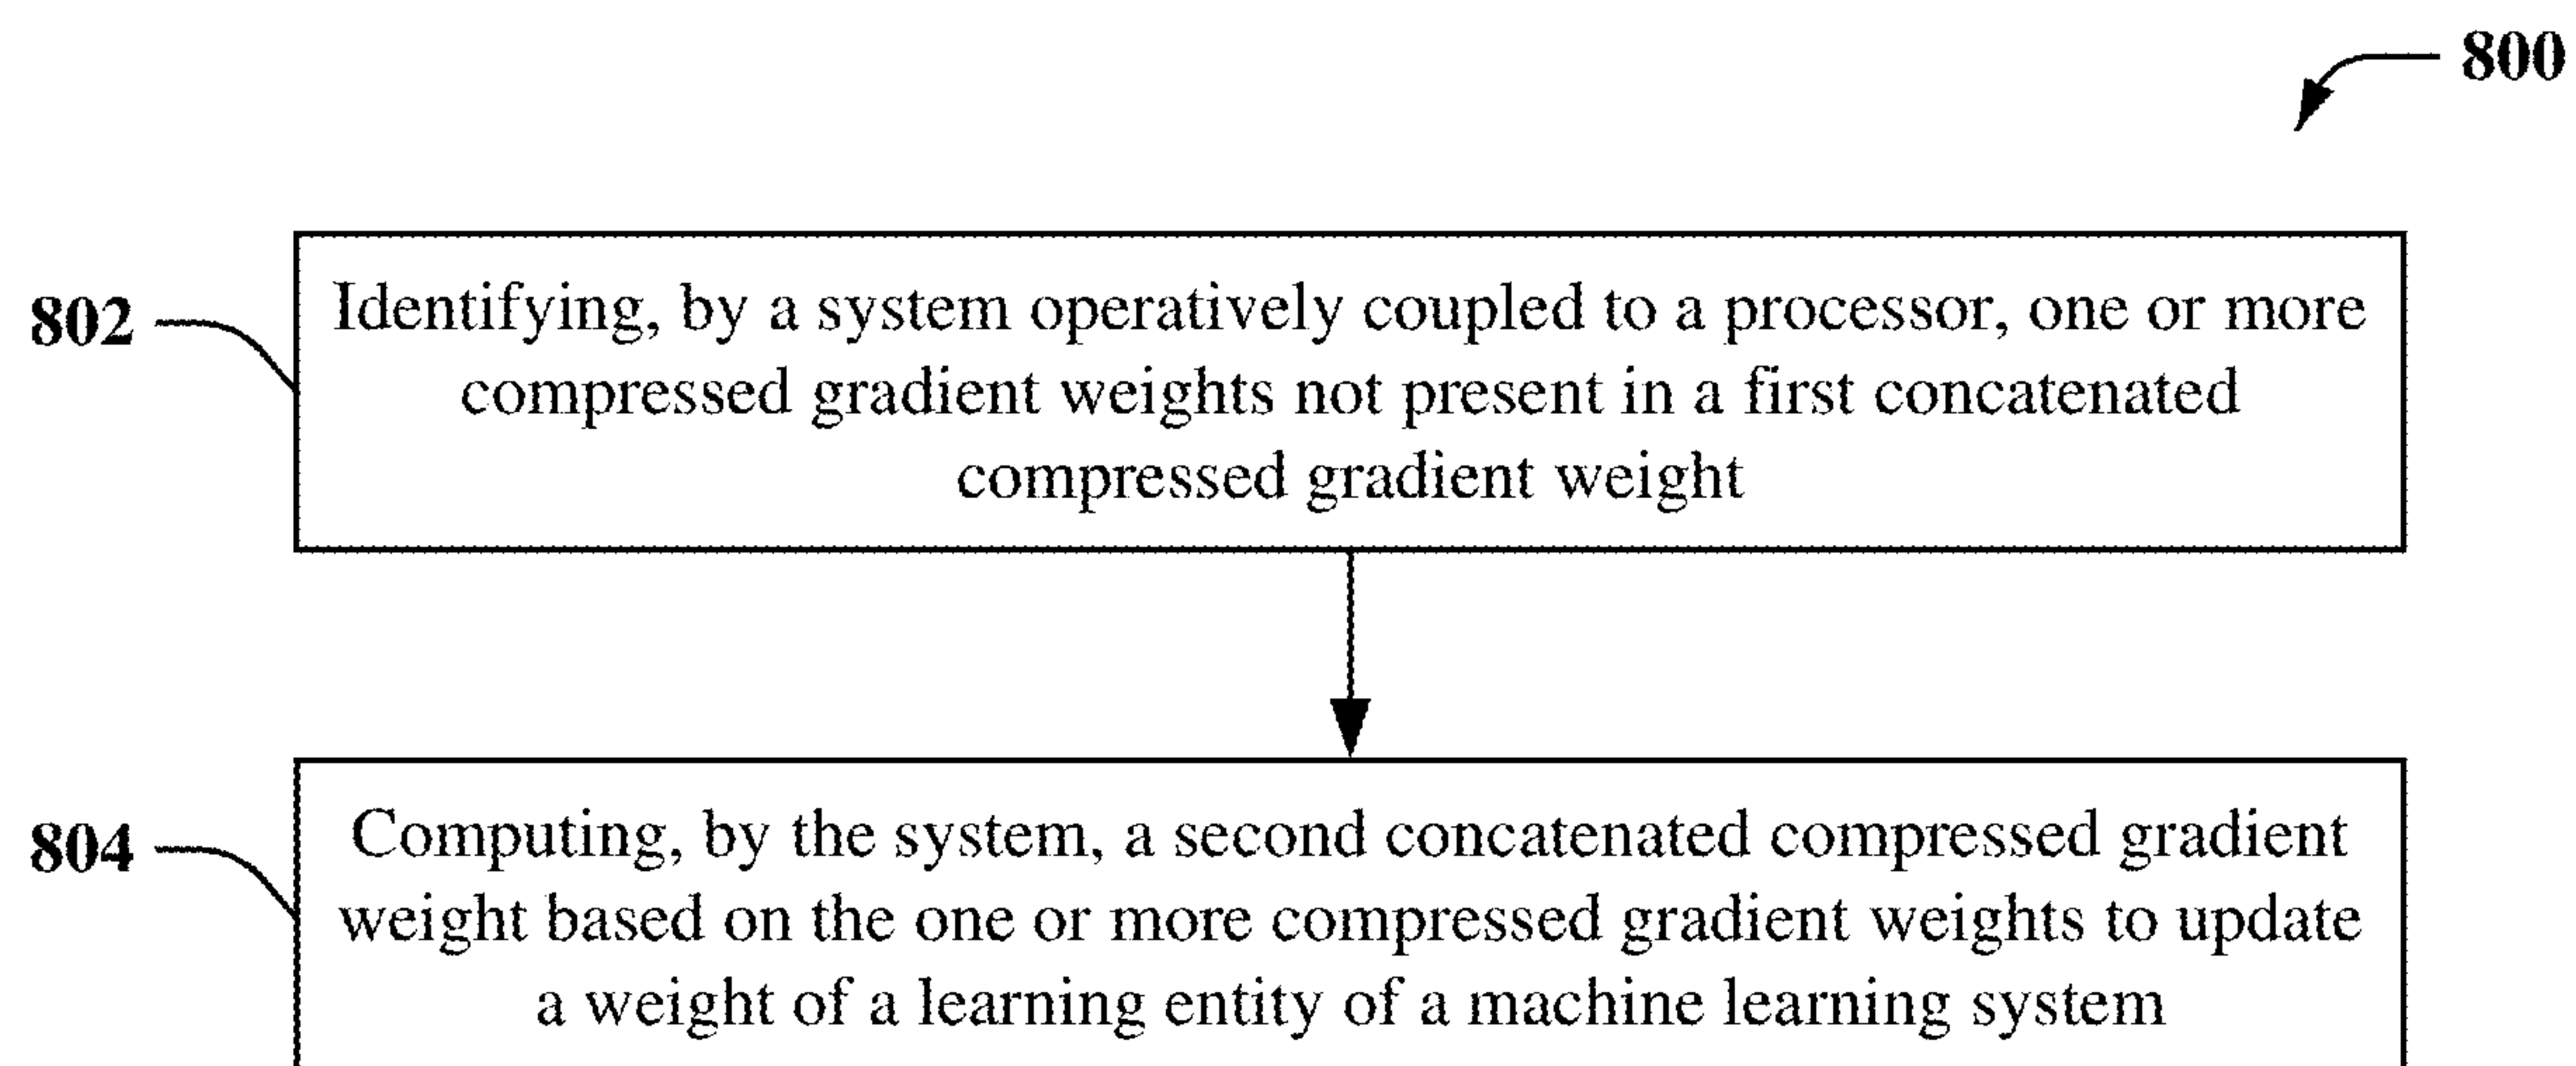 800
802
Identifying, by a system operatively coupled to a processor, one or more
compressed gradient weights not present in a first concatenated
compressed gradient weight
804
Computing, by the system, a second concatenated compressed gradient
weight based on the one or more compressed gradient weights to update
a weight of a learning entity of a machine learning system